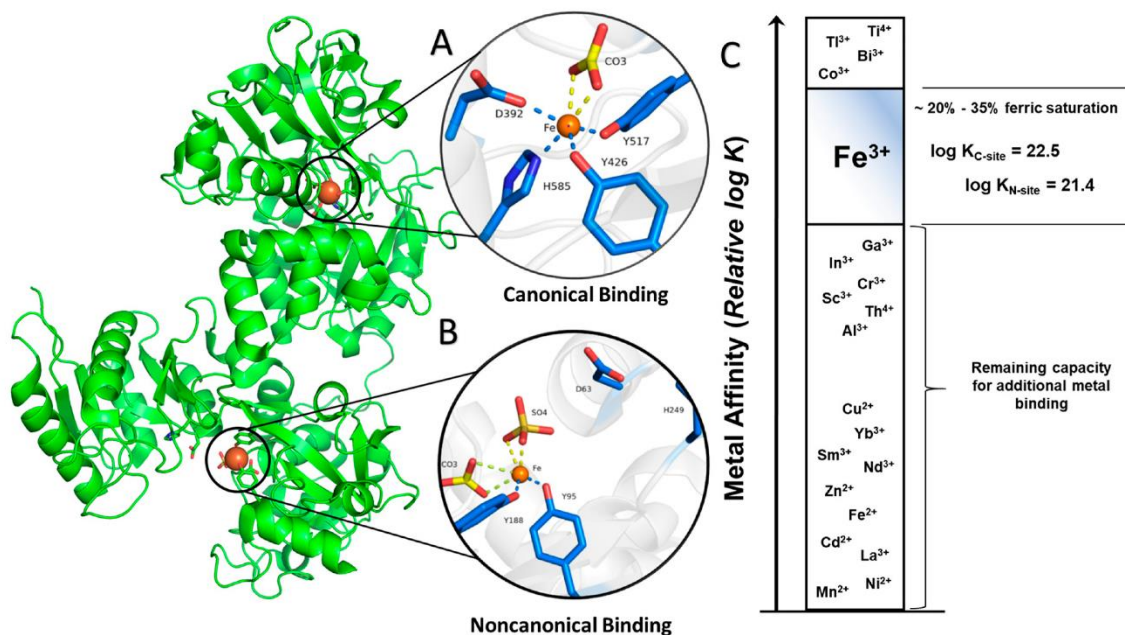 A
CO3
D392
Fe
Y517
Y426
H585
Canonical Binding
B
D63
H249
SO4
CO3
Fe
Y95
Y188
Noncanonical Binding
C
Metal Affinity (Relative log K)
Ti⁴⁺
Tl³⁺
Bi³⁺
Co³⁺
Fe³⁺
~ 20% - 35% ferric saturation
log K C-site = 22.5
log K N-site = 21.4
Ga³⁺
In³⁺
Cr³⁺
Sc³⁺
Th⁴⁺
Al³⁺
Cu²⁺
Yb³⁺
Sm³⁺
Nd³⁺
Zn²⁺
Fe²⁺
Cd²⁺
La³⁺
Mn²⁺
Ni²⁺
Remaining capacity
for additional metal
binding